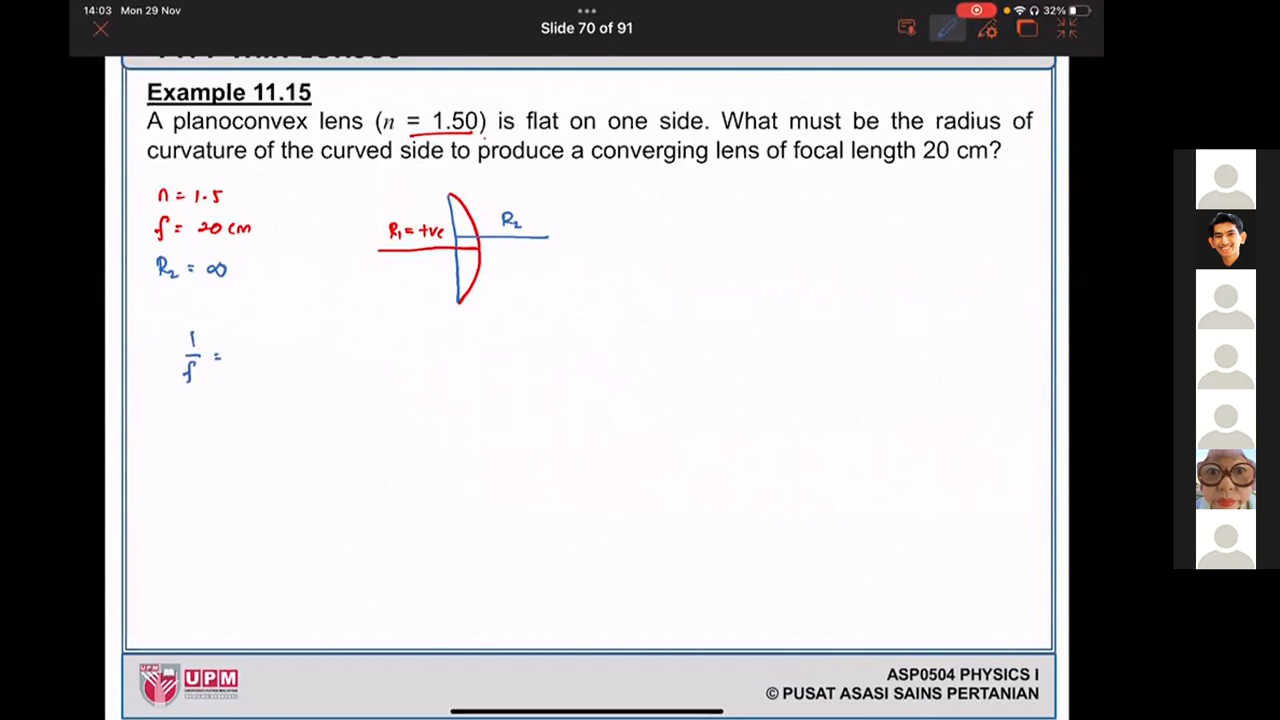 14:03 Mon 29 Nov
32%
Slide 70 of 91
Example 11.15
A planoconvex lens (n = 1.50) is flat on one side. What must be the radius of
curvature of the curved side to produce a converging lens of focal length 20 cm?
n = 1.5
f = 20 cm
R₂ = ∞
R₁ = +ve
R₂
1
f =
UPM
UPM
ASP0504 PHYSICS I
© PUSAT ASASI SAINS PERTANIAN